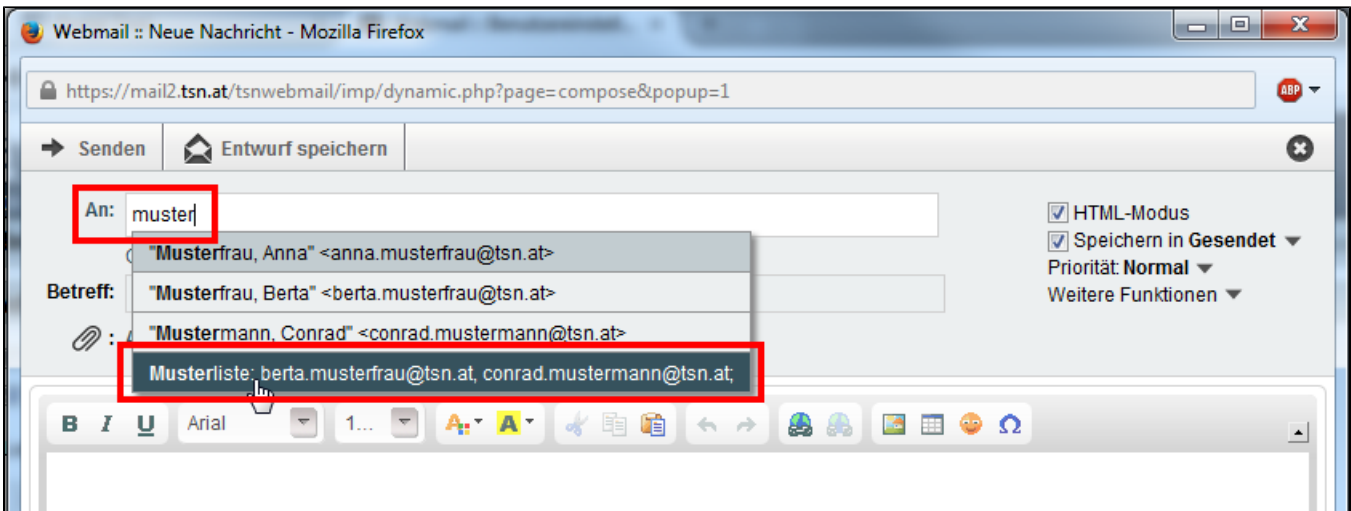 Webmail :: Neue Nachricht - Mozilla Firefox
https://mail2.tsn.at/tsnwebmail/imp/dynamic.php?page=compose&popup=1
ABP
Senden
Entwurf speichern
An: muster
HTML-Modus
"Musterfrau, Anna" <anna.musterfrau@tsn.at>
Speichern in Gesendet
Priorität: Normal
Betreff:
"Musterfrau, Berta" <berta.musterfrau@tsn.at>
Weitere Funktionen
:
"Mustermann, Conrad" <conrad.mustermann@tsn.at>
Musterliste: berta.musterfrau@tsn.at, conrad.mustermann@tsn.at;
B I U Arial 1... A A Ω